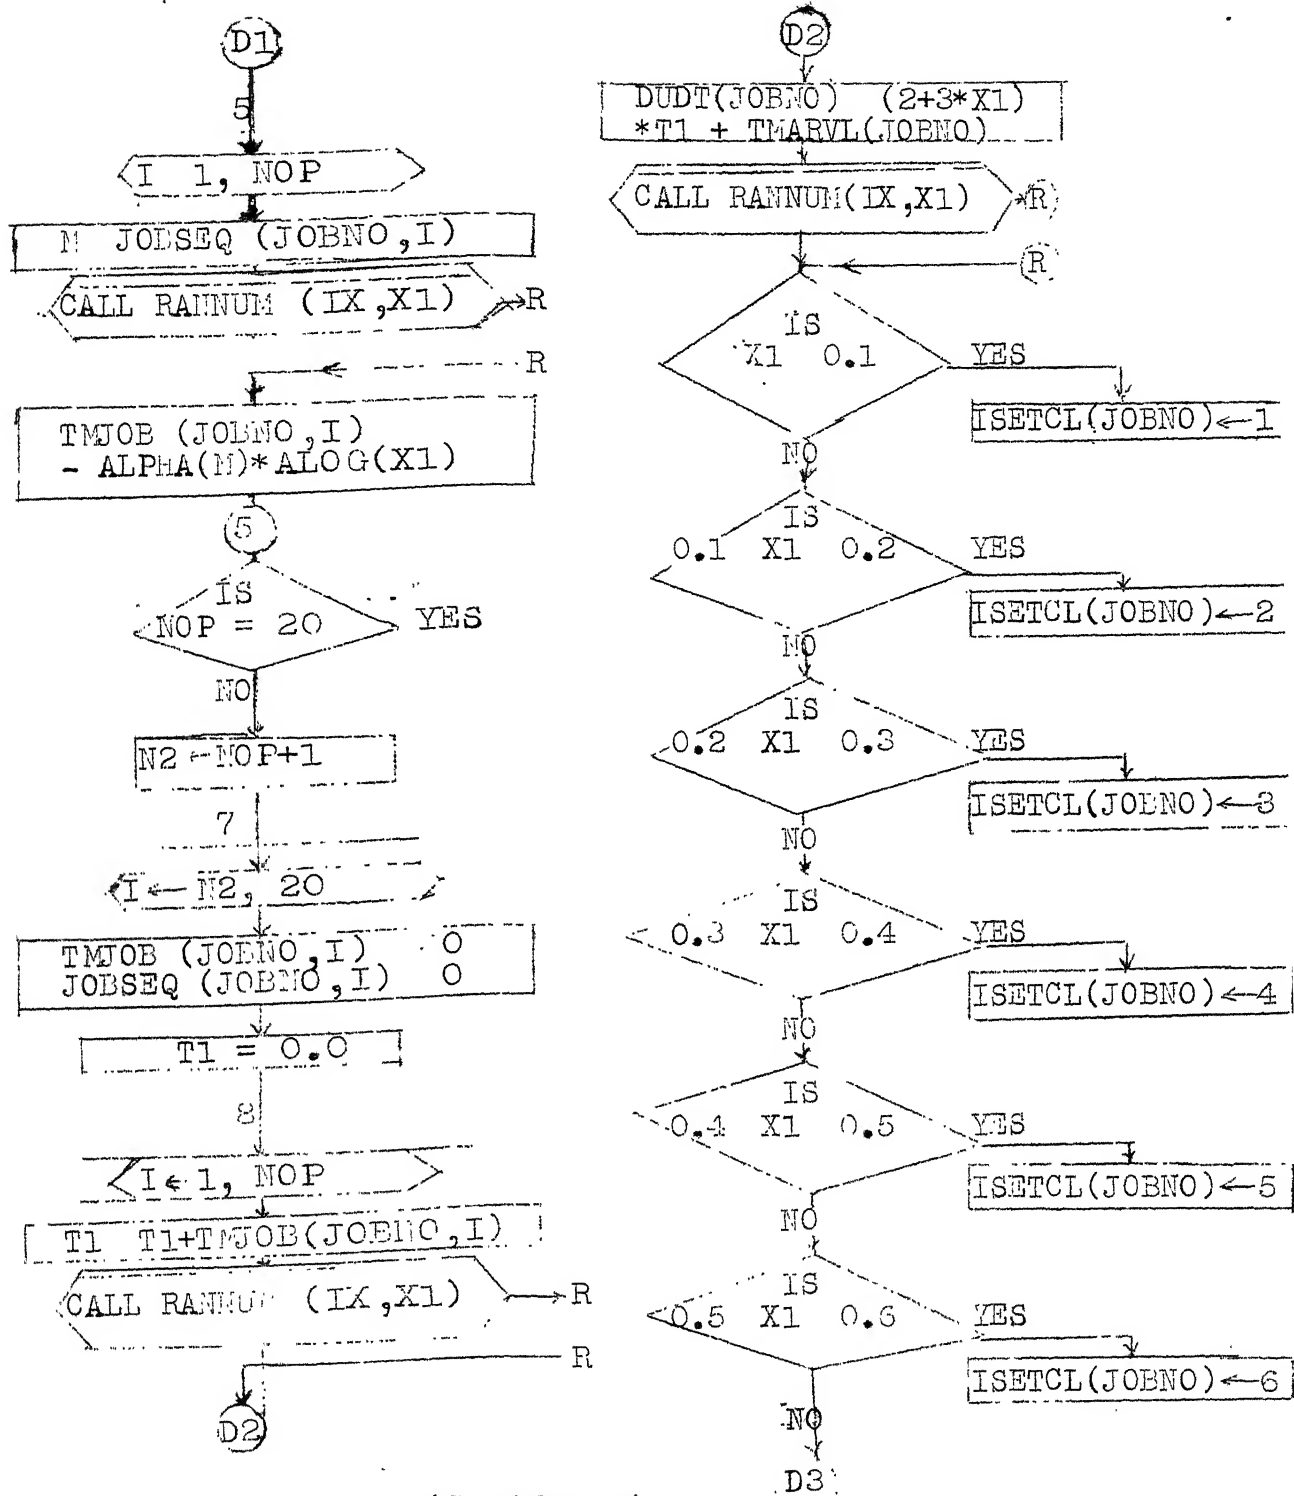 D1
5
I 1, NOP
M JOBSEQ (JOBNO,I)
CALL RANNUM (IX,X1) R
R
TMJOB (JOBNO,I)
- ALPHA(M)*ALOG(X1)
5
IS
NOP = 20 YES
NO
N2←NOP+1
7
I← N2, 20
TMJOB (JOBNO,I) 0
JOBSEQ (JOBNO,I) 0
T1 = 0.0
8
I← 1, NOP
T1 T1+TMJOB(JOBNO,I)
CALL RANNUM (IX,X1) R
R
D2
D2
DUDT(JOBNO) (2+3*X1)
*T1 + TMARVL(JOBNO)
CALL RANNUM(IX,X1) R
R
IS
X1 0.1 YES
ISETCL(JOBNO)←1
NO
IS
0.1 X1 0.2 YES
ISETCL(JOBNO)←2
NO
IS
0.2 X1 0.3 YES
ISETCL(JOBNO)←3
NO
IS
0.3 X1 0.4 YES
ISETCL(JOBNO)←4
NO
IS
0.4 X1 0.5 YES
ISETCL(JOBNO)←5
NO
IS
0.5 X1 0.6 YES
ISETCL(JOBNO)←6
NO
D3